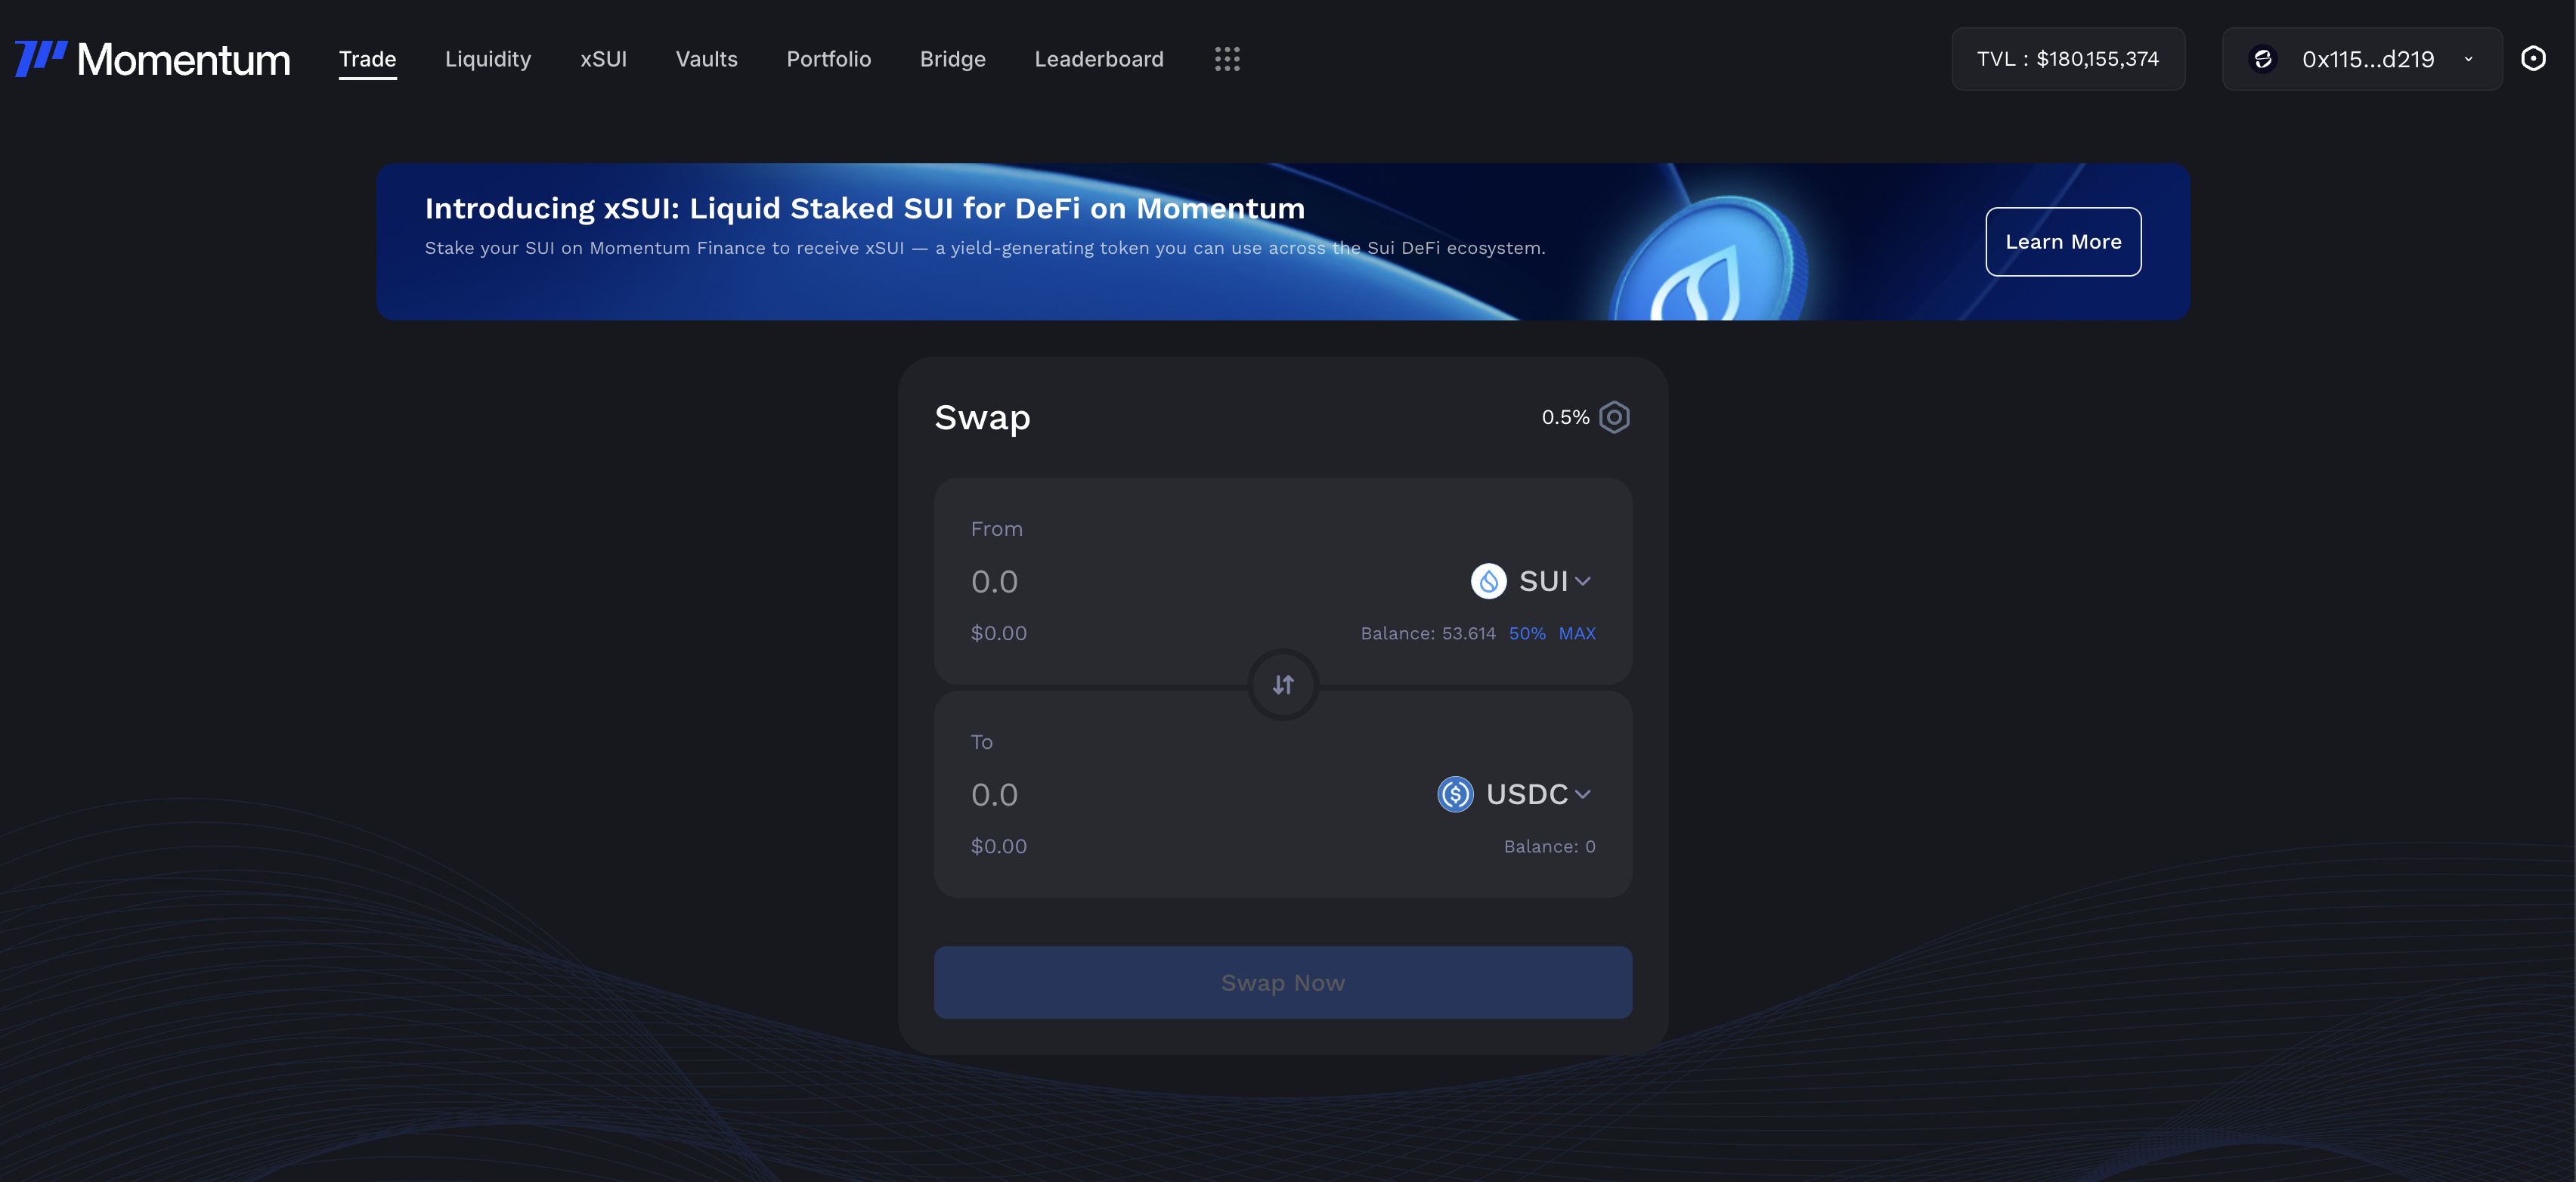 Momentum
Trade Liquidity xSUI Vaults Portfolio Bridge Leaderboard
TVL : $180,155,374
0x115...d219
Introducing xSUI: Liquid Staked SUI for DeFi on Momentum
Stake your SUI on Momentum Finance to receive xSUI — a yield-generating token you can use across the Sui DeFi ecosystem.
Learn More
Swap
0.5%
From
0.0
SUI
$0.00
Balance: 53.614 50% MAX
To
0.0
USDC
$0.00
Balance: 0
Swap Now